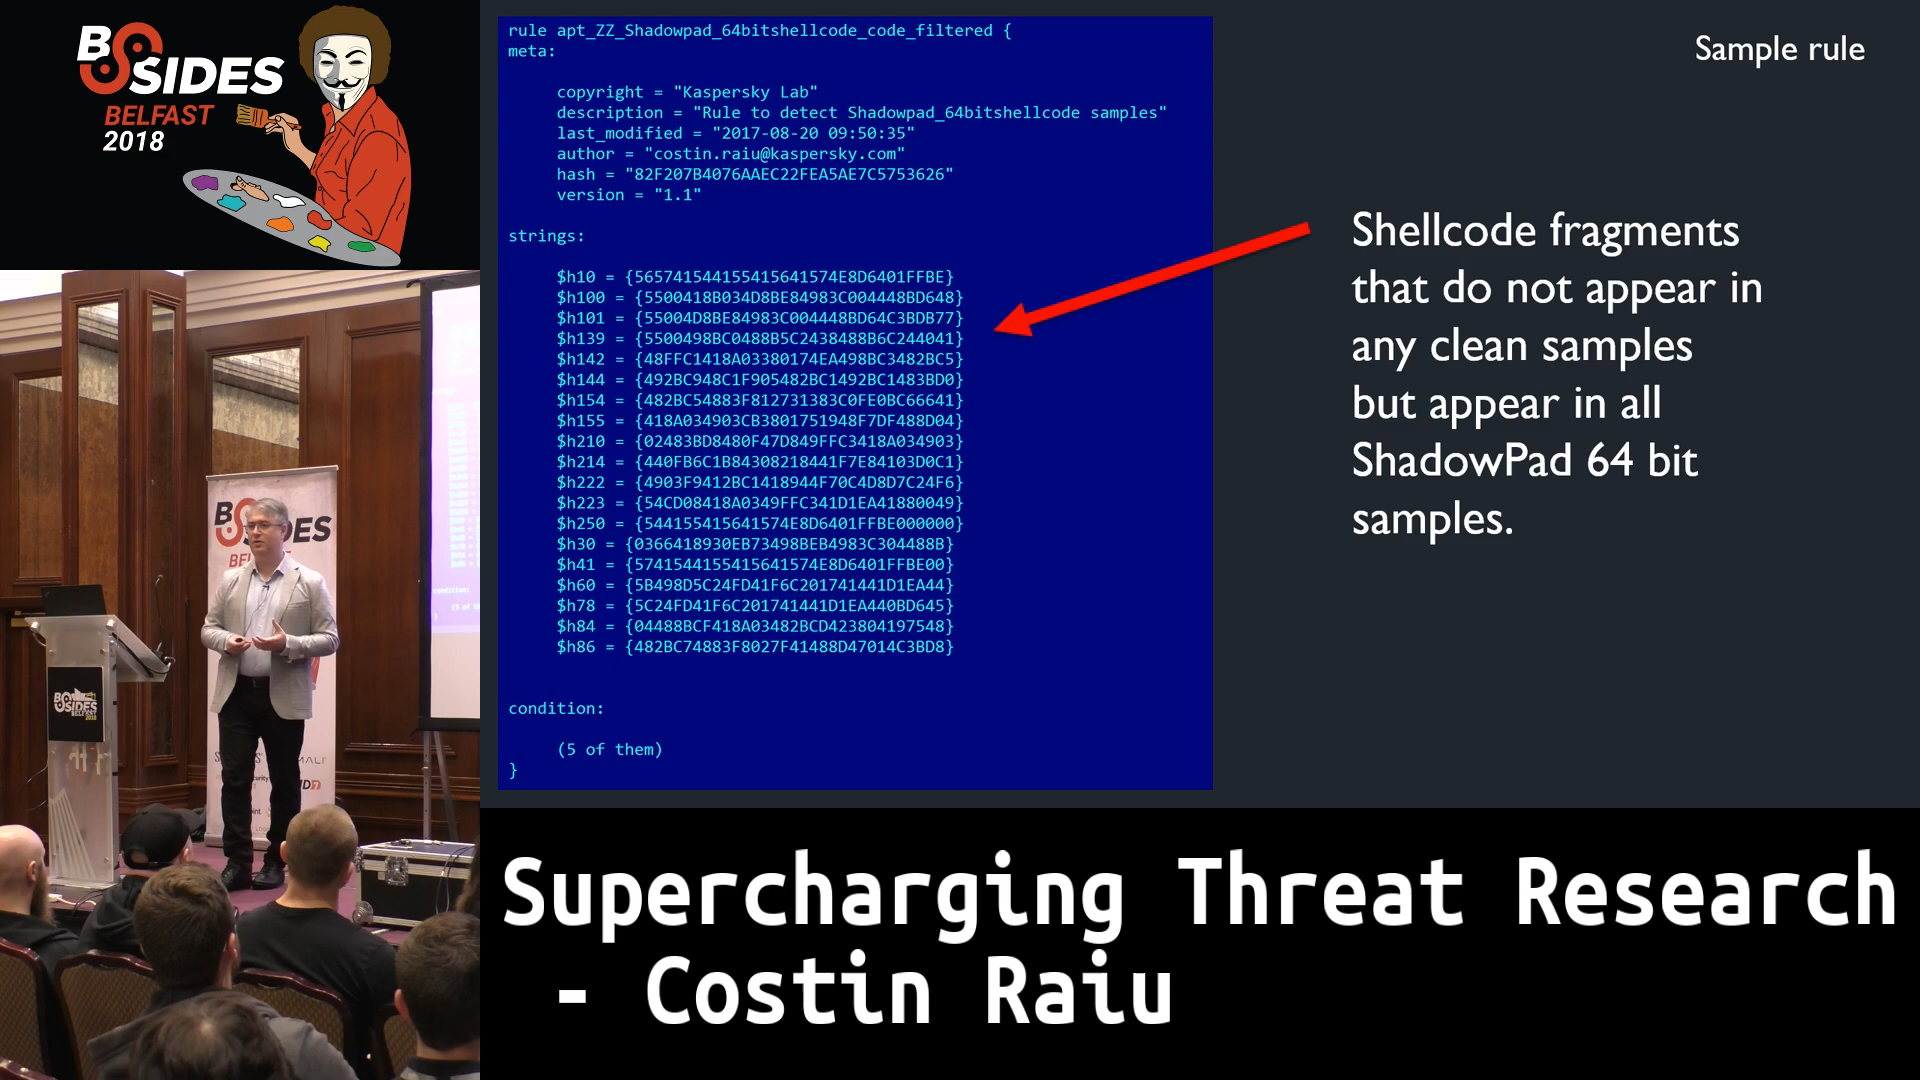 BSIDES
BELFAST
2018
rule apt_ZZ_Shadowpad_64bitshellcode_code_filtered {
meta:
copyright = "Kaspersky Lab"
description = "Rule to detect Shadowpad_64bitshellcode samples"
last_modified = "2017-08-20 09:50:35"
author = "costin.raiu@kaspersky.com"
hash = "82F207B4076AAEC22FEA5AE7C5753626"
version = "1.1"
strings:
$h10 = {565741544155415641574E8D6401FFBE}
$h100 = {5500418B034D8BE84983C004448BD648}
$h101 = {55004D8BE84983C004448BD64C3BDB77}
$h139 = {5500498BC0488B5C2438488B6C244041}
$h142 = {48FFC1418A03380174EA498BC3482BC5}
$h144 = {492BC948C1F905482BC1492BC1483BD0}
$h154 = {482BC54883F812731383C0FE0BC66641}
$h155 = {418A034903CB3801751948F7DF488D04}
$h210 = {02483BD8480F47D849FFC3418A034903}
$h214 = {440FB6C1B84308218441F7E84103D0C1}
$h222 = {4903F9412BC1418944F70C4D8D7C24F6}
$h223 = {54CD08418A0349FFC341D1EA41880049}
$h250 = {544155415641574E8D6401FFBE000000}
$h30 = {0366418930EB73498BEB4983C304488B}
$h41 = {5741544155415641574E8D6401FFBE00}
$h60 = {5B498D5C24FD41F6C201741441D1EA44}
$h78 = {5C24FD41F6C201741441D1EA440BD645}
$h84 = {04488BCF418A03482BCD423804197548}
$h86 = {482BC74883F8027F41488D47014C3BD8}
condition:
(5 of them)
}
Sample rule
Shellcode fragments
that do not appear in
any clean samples
but appear in all
ShadowPad 64 bit
samples.
BSIDES
BSIDES
Supercharging Threat Research
- Costin Raiu